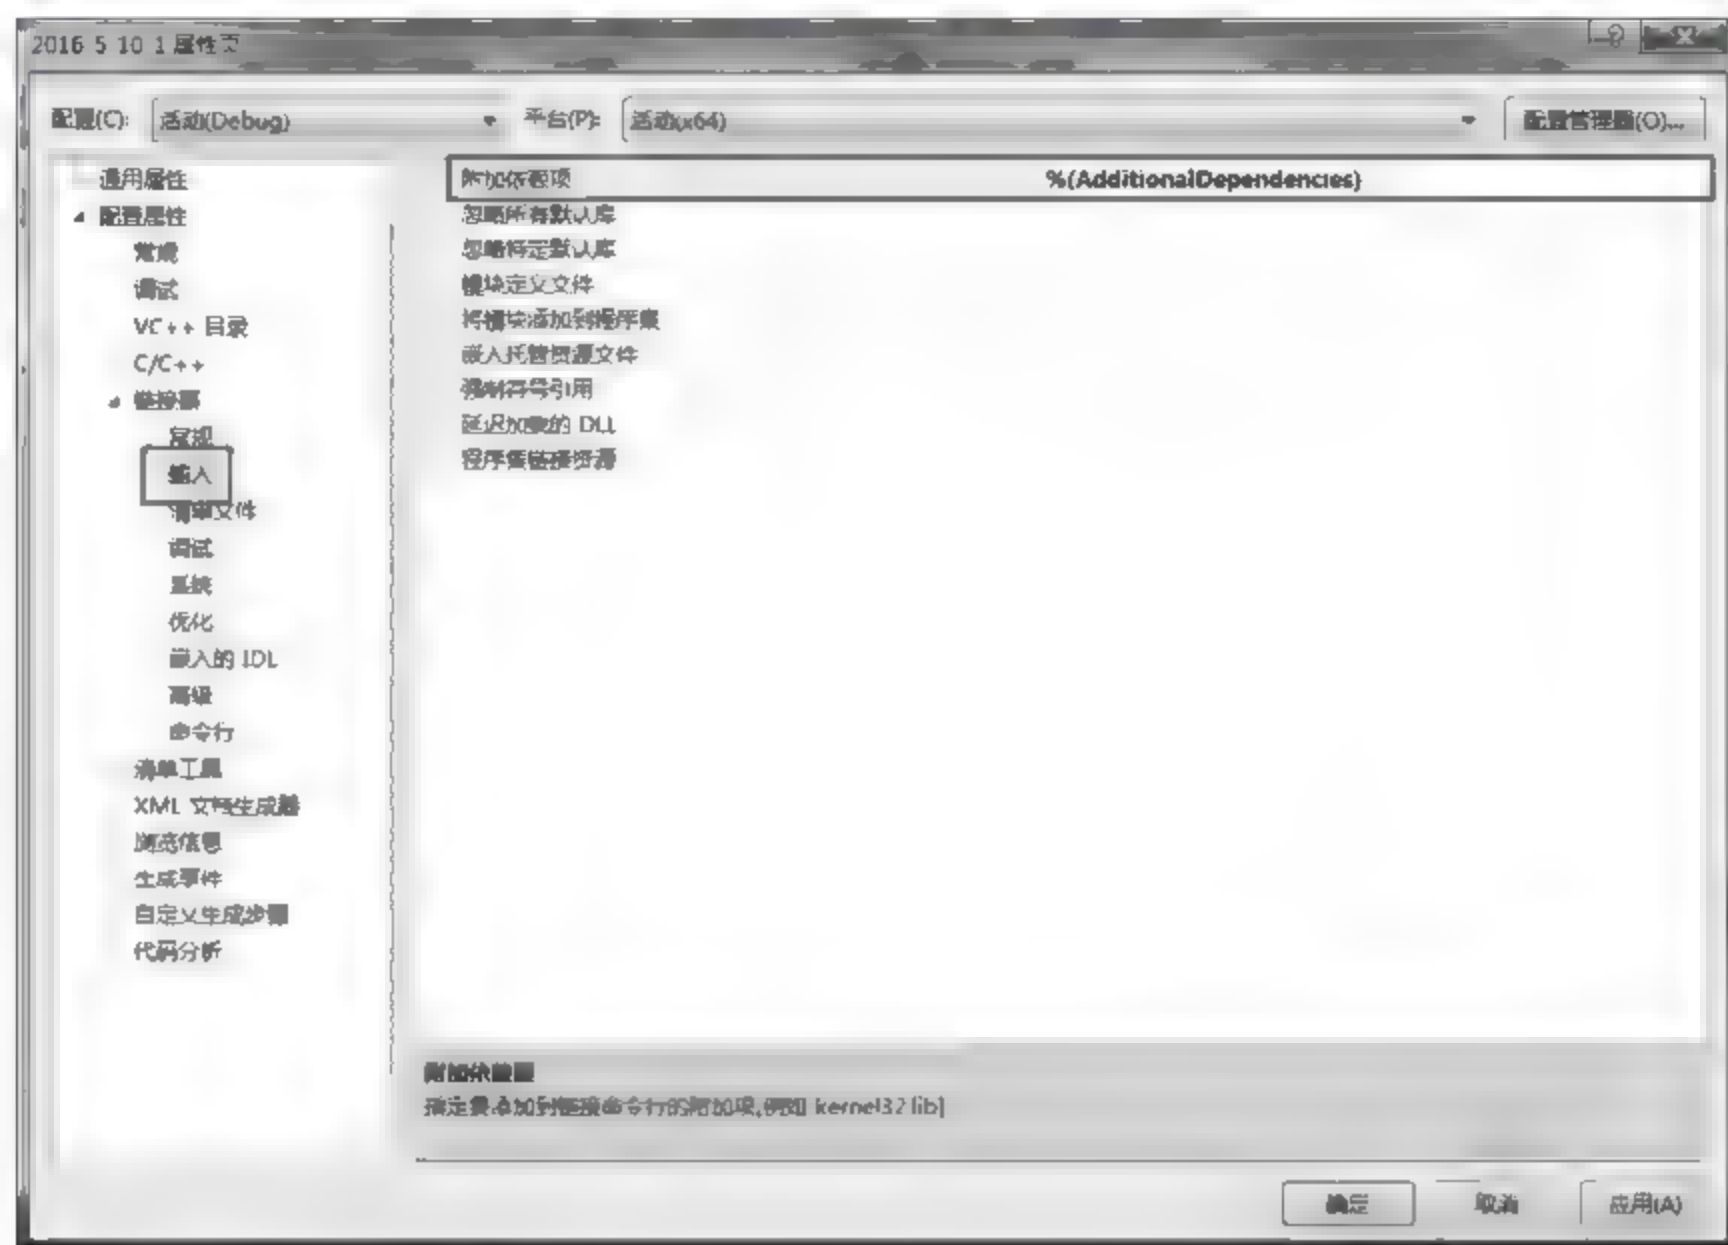 2016 5 10 1 属性页
配置(C): 活动(Debug) 平台(P): 活动(x64) 配置管理器(O)...
通用属性
配置属性
常规
调试
VC++ 目录
C/C++
链接器
常规
输入
清单文件
调试
系统
优化
嵌入的 IDL
高级
命令行
清单工具
XML 文档生成器
浏览信息
生成事件
自定义生成步骤
代码分析
附加依赖项 %(AdditionalDependencies)
忽略所有默认库
忽略特定默认库
模块定义文件
将模块添加到程序集
嵌入托管资源文件
强制符号引用
延迟加载的 DLL
程序集链接资源
附加依赖项
指定要添加到链接命令行的附加项,例如 kernel32 lib]
确定 取消 应用(A)